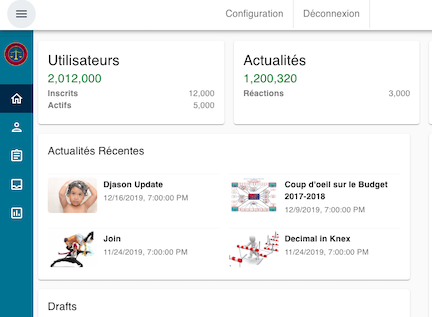 Configuration
Déconnexion
Utilisateurs
2,012,000
Inscrits 12,000
Actifs 5,000
Actualités
1,200,320
Réactions 3,000
Actualités Récentes
Djason Update
12/16/2019, 7:00:00 PM
Coup d'oeil sur le Budget
2017-2018
12/9/2019, 7:00:00 PM
Join
11/24/2019, 7:00:00 PM
Decimal in Knex
11/24/2019, 7:00:00 PM
Drafts